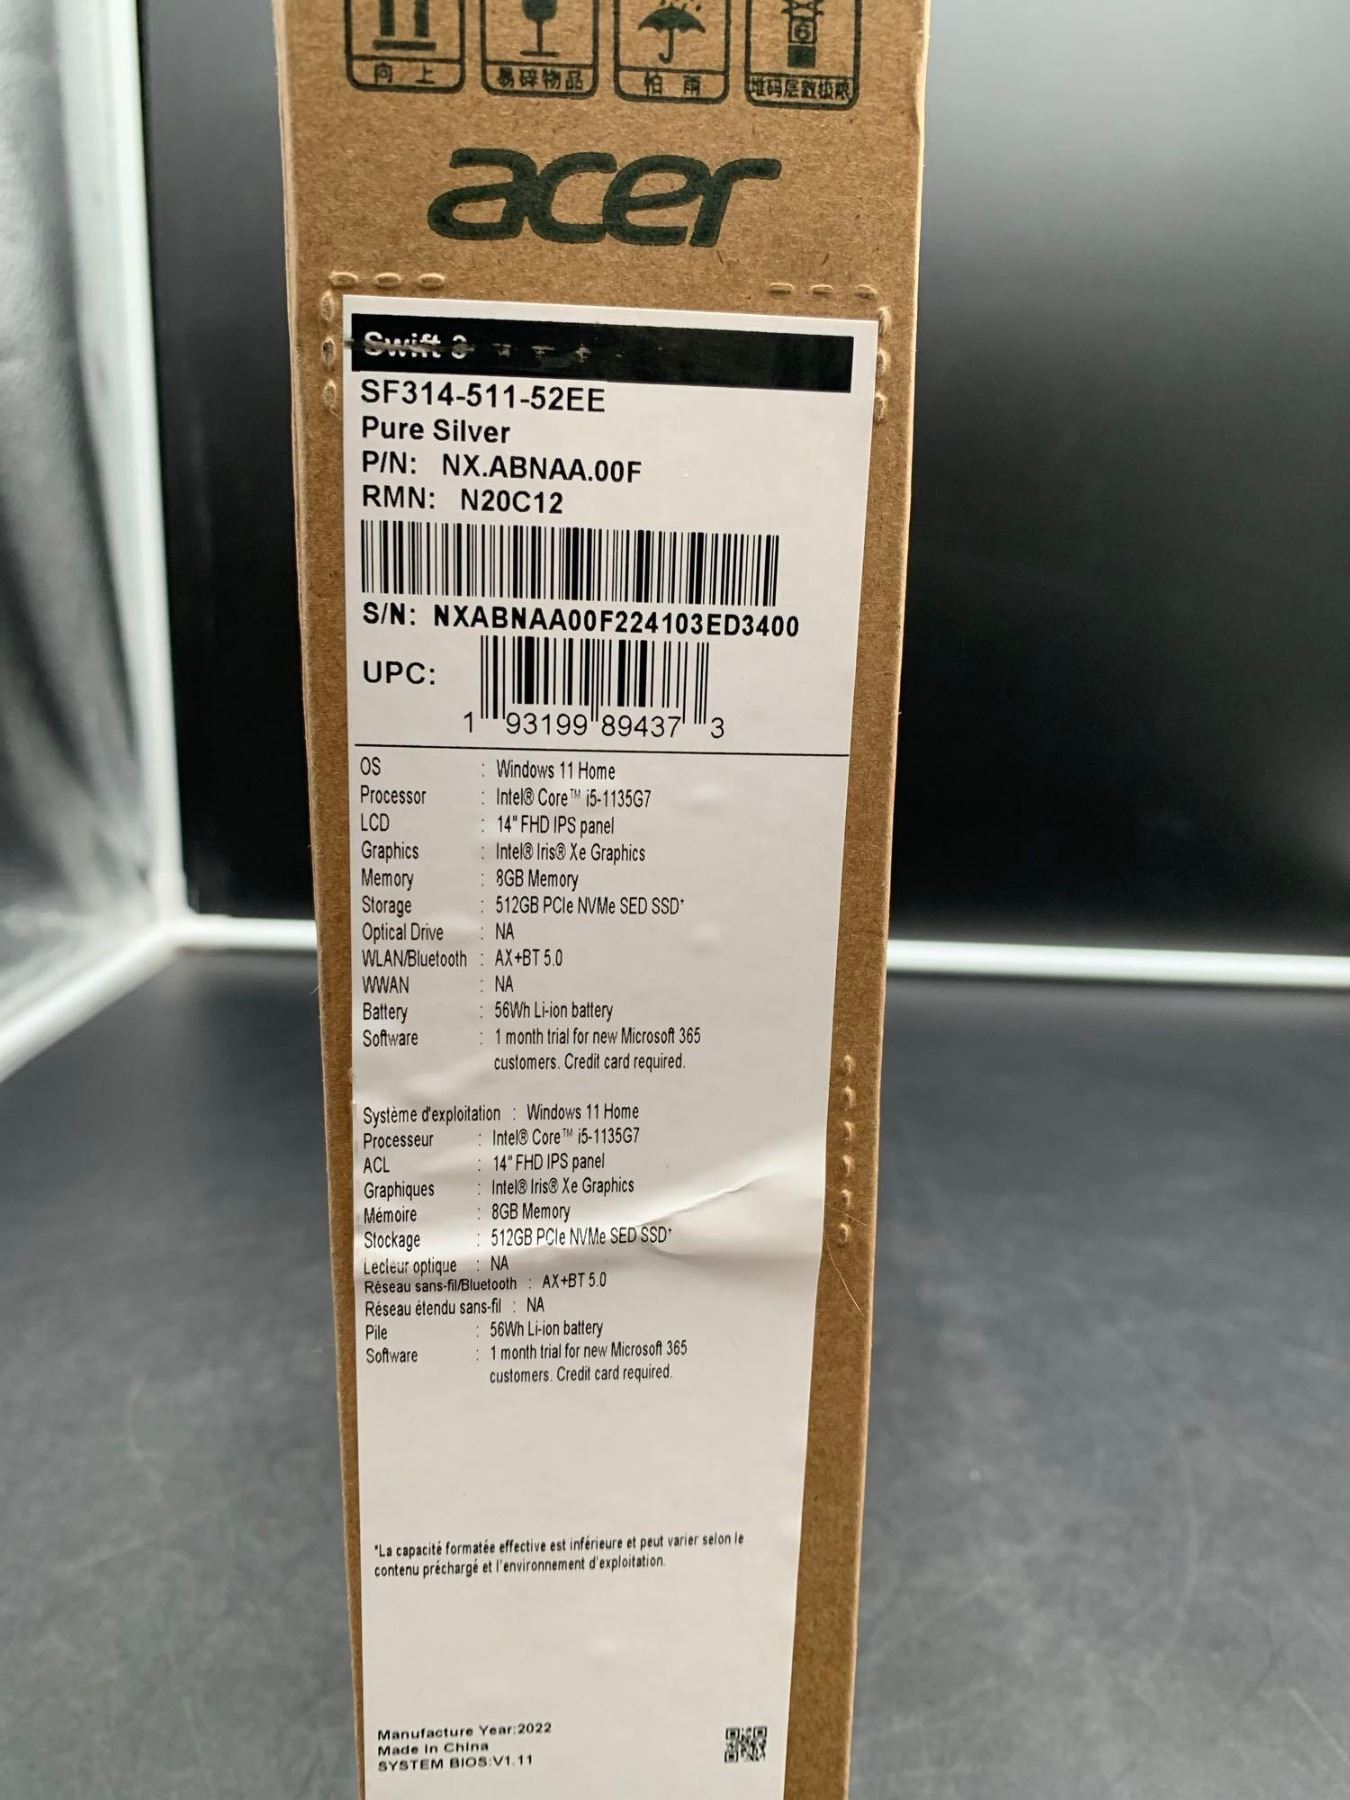 向 上
易碎物品
怕 雨
6
堆码层数极限
acer
Swift 3
SF314-511-52EE
Pure Silver
P/N: NX.ABNAA.00F
RMN: N20C12
S/N: NXABNAA00F224103ED3400
UPC:
1 93199 89437 3
OS : Windows 11 Home
Processor : Intel® Core™ i5-1135G7
LCD : 14" FHD IPS panel
Graphics : Intel® Iris® Xe Graphics
Memory : 8GB Memory
Storage : 512GB PCIe NVMe SED SSD*
Optical Drive : NA
WLAN/Bluetooth : AX+BT 5.0
WWAN : NA
Battery : 56Wh Li-ion battery
Software : 1 month trial for new Microsoft 365
customers. Credit card required.
Système d'exploitation : Windows 11 Home
Processeur : Intel® Core™ i5-1135G7
ACL : 14" FHD IPS panel
Graphiques : Intel® Iris® Xe Graphics
Mémoire : 8GB Memory
Stockage : 512GB PCIe NVMe SED SSD*
Lecteur optique : NA
Réseau sans-fil/Bluetooth : AX+BT 5.0
Réseau étendu sans-fil : NA
Pile : 56Wh Li-ion battery
Software : 1 month trial for new Microsoft 365
customers. Credit card required.
*La capacité formatée effective est inférieure et peut varier selon le
contenu préchargé et l'environnement d'exploitation.
Manufacture Year:2022
Made In China
SYSTEM BIOS:V1.11